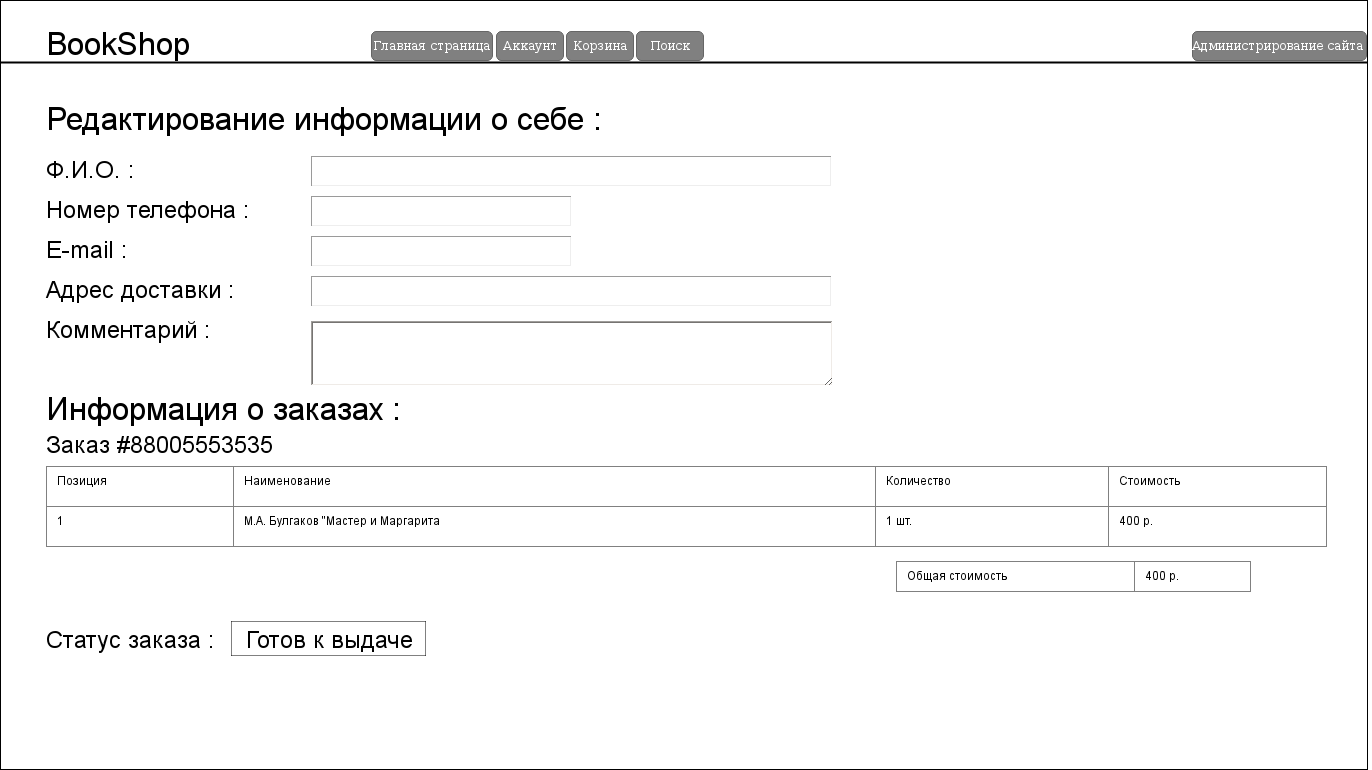 BookShop
Главная страница Аккаунт Корзина Поиск Администрирование сайта
Редактирование информации о себе :
Ф.И.О. :
Номер телефона :
E-mail :
Адрес доставки :
Комментарий :
Информация о заказах :
Заказ #88005553535
Позиция Наименование Количество Стоимость
1 М.А. Булгаков "Мастер и Маргарита 1 шт. 400 р.
Общая стоимость 400 р.
Статус заказа : Готов к выдаче